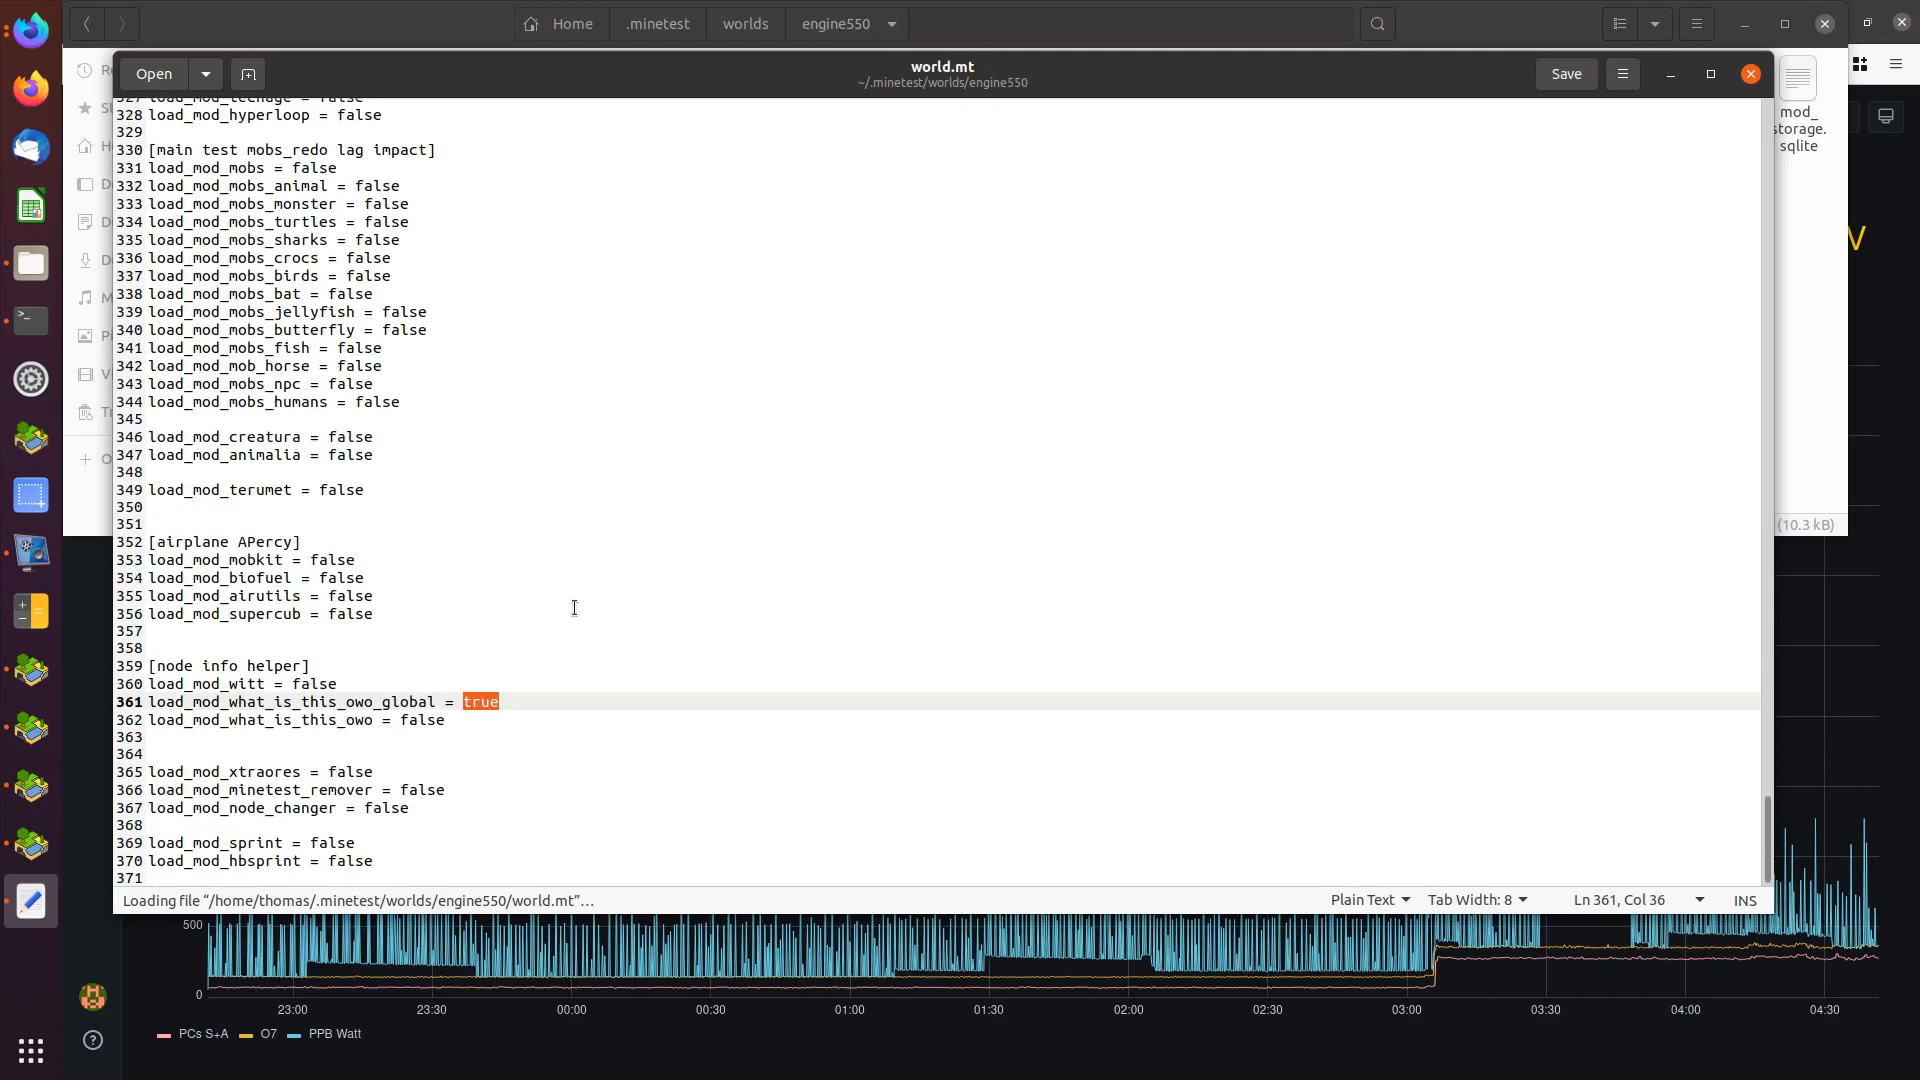 Home
.minetest
worlds
engine550
Open
world.mt
~/.minetest/worlds/engine550
Save
mod_
storage.
sqlite
328 load_mod_hyperloop = false
329
330 [main test mobs_redo lag impact]
331 load_mod_mobs = false
332 load_mod_mobs_animal = false
333 load_mod_mobs_monster = false
334 load_mod_mobs_turtles = false
335 load_mod_mobs_sharks = false
336 load_mod_mobs_crocs = false
337 load_mod_mobs_birds = false
338 load_mod_mobs_bat = false
339 load_mod_mobs_jellyfish = false
340 load_mod_mobs_butterfly = false
341 load_mod_mobs_fish = false
342 load_mod_mob_horse = false
343 load_mod_mobs_npc = false
344 load_mod_mobs_humans = false
345
346 load_mod_creatura = false
347 load_mod_animalia = false
348
349 load_mod_terumet = false
350
351
352 [airplane APercy]
353 load_mod_mobkit = false
354 load_mod_biofuel = false
355 load_mod_airutils = false
356 load_mod_supercub = false
357
358
359 [node info helper]
360 load_mod_witt = false
361 load_mod_what_is_this_owo_global = true
362 load_mod_what_is_this_owo = false
363
364
365 load_mod_xtraores = false
366 load_mod_minetest_remover = false
367 load_mod_node_changer = false
368
369 load_mod_sprint = false
370 load_mod_hbsprint = false
371
(10.3 kB)
Loading file “/home/thomas/.minetest/worlds/engine550/world.mt”…
Plain Text
Tab Width: 8
Ln 361, Col 36
INS
500
0
23:00 23:30 00:00 00:30 01:00 01:30 02:00 02:30 03:00 03:30 04:00 04:30
PCs S+A O7 PPB Watt